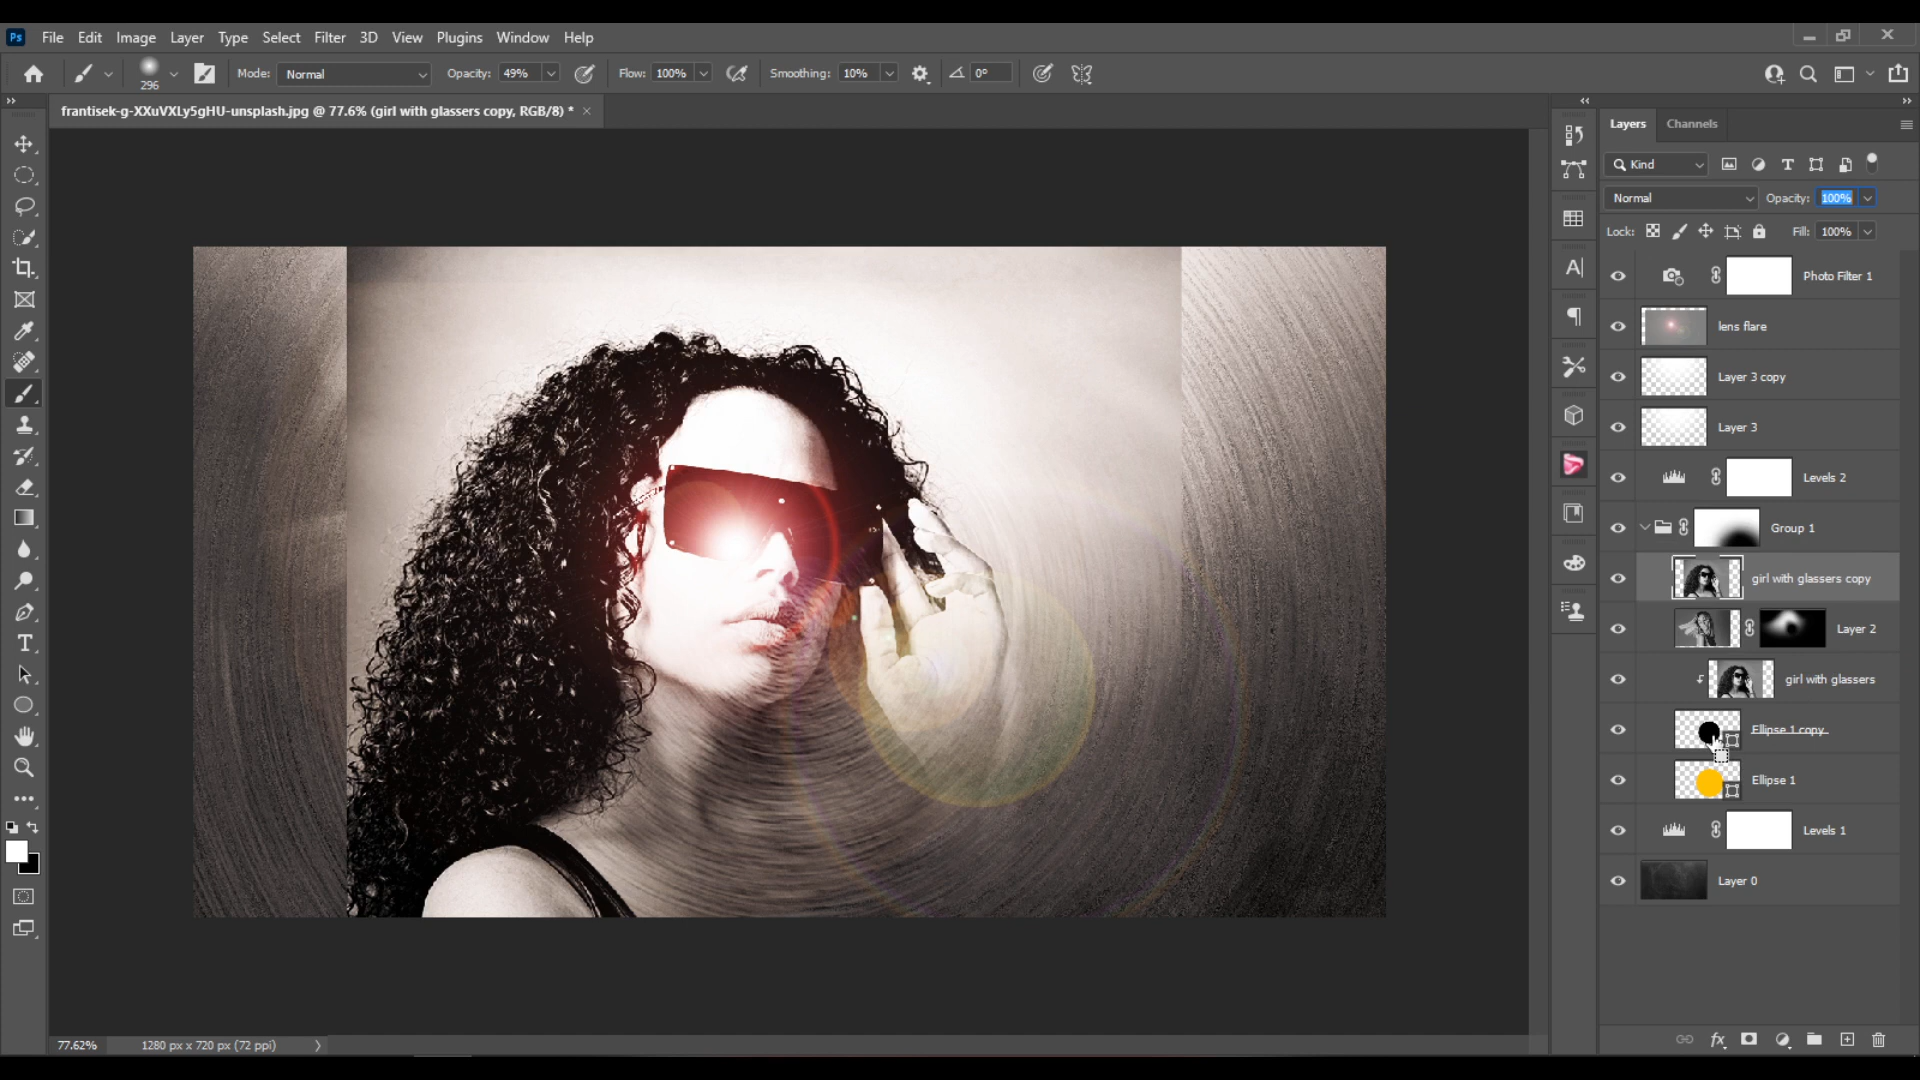 Ps File Edit Image Layer Type Select Filter 3D View Plugins Window Help
296 Mode: Normal Opacity: 49% Flow: 100% Smoothing: 10% 0°
frantisek-g-XXuVXLy5gHU-unsplash.jpg @ 77.6% (girl with glassers copy, RGB/8) * ×
Layers Channels
Kind
Normal Opacity: 100%
Lock: Fill: 100%
Photo Filter 1
lens flare
Layer 3 copy
Layer 3
Levels 2
Group 1
girl with glassers copy
Layer 2
girl with glassers
Ellipse 1 copy
Ellipse 1
Levels 1
Layer 0
77.62% 1280 px x 720 px (72 ppi)
fx